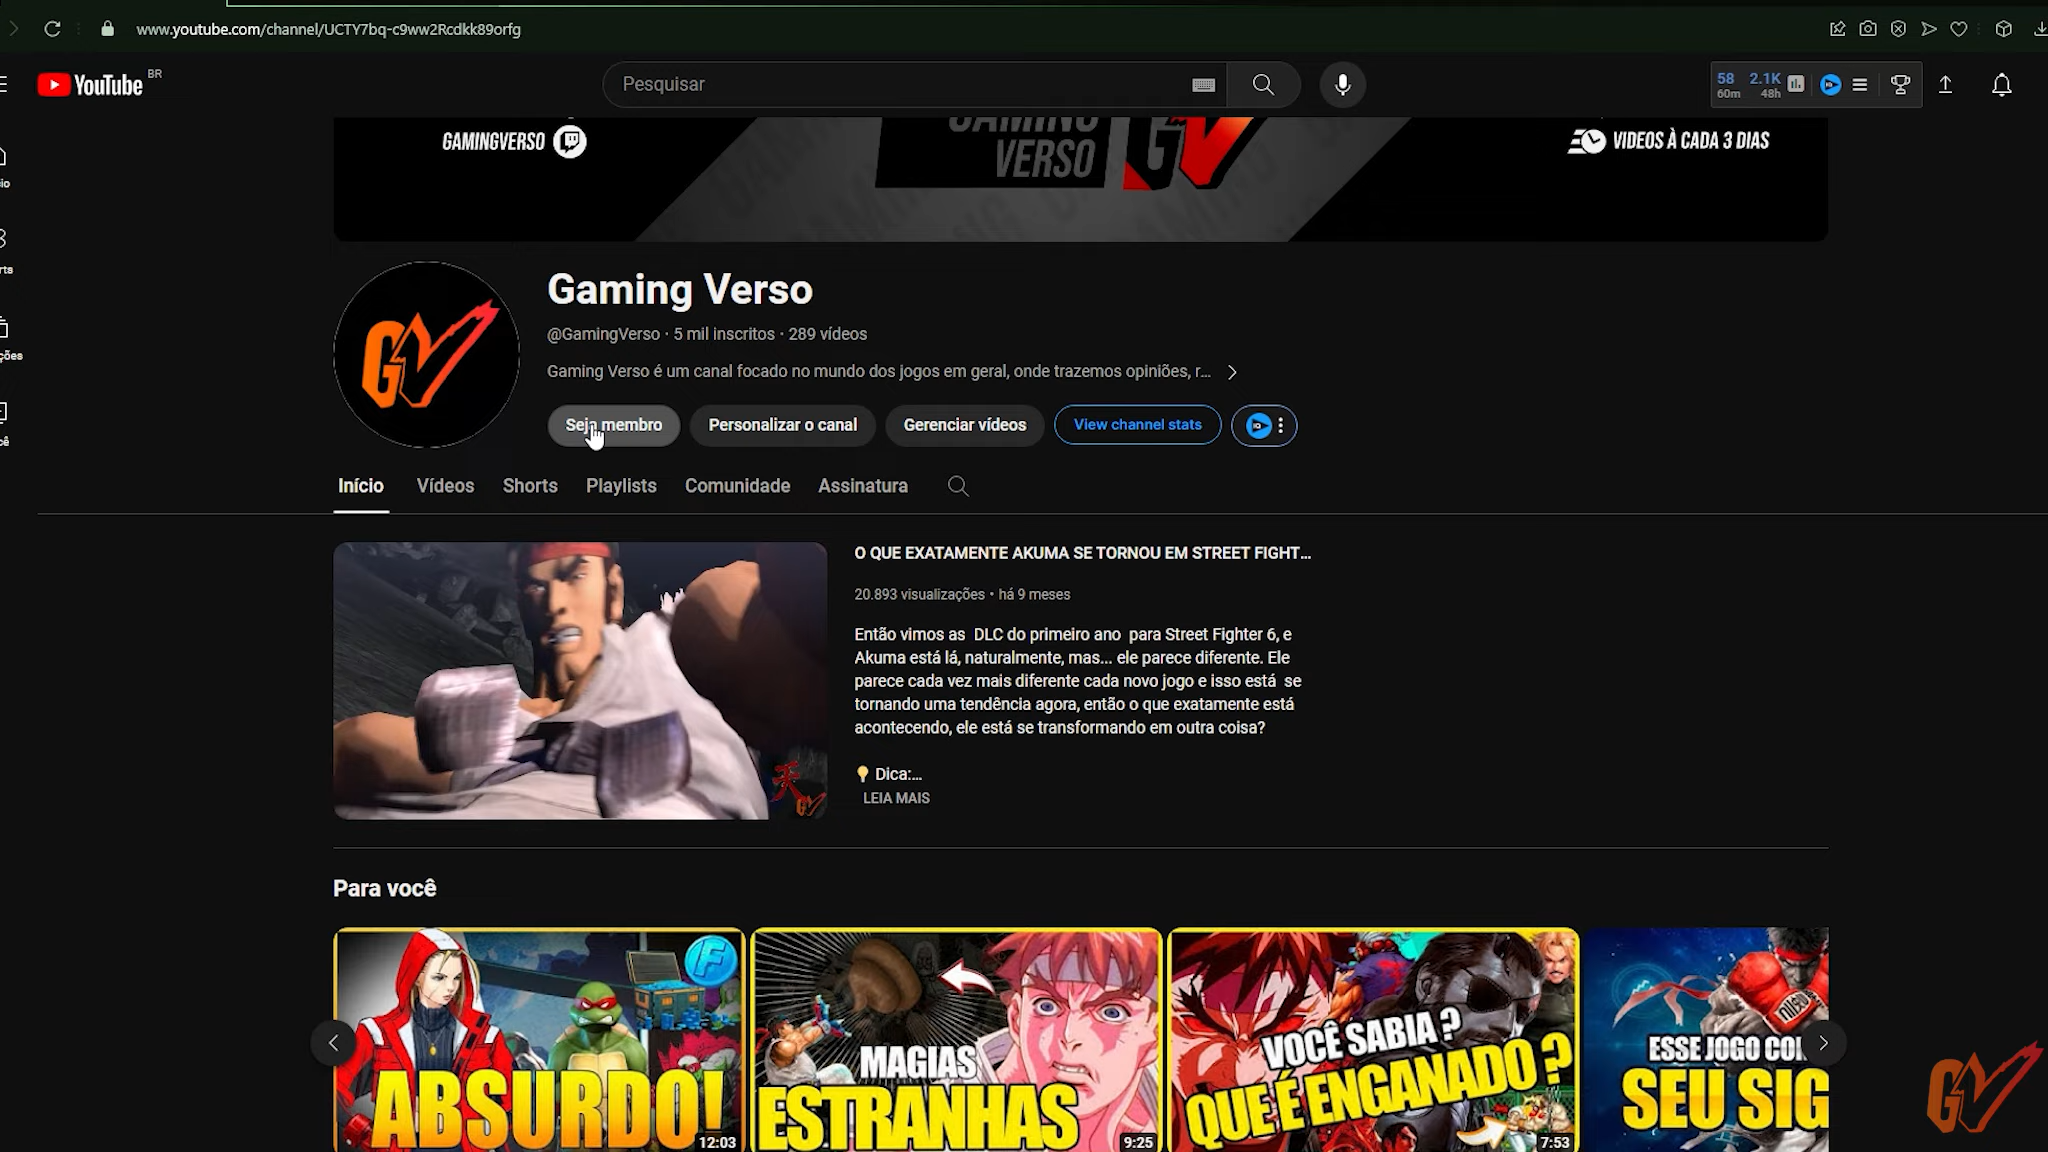 www.youtube.com/channel/UCTY7bq-c9ww2Rcdkk89orfg
YouTube BR
Pesquisar
58 2.1K
60m 48h
GAMINGVERSO
GAMING
VERSO
VIDEOS À CADA 3 DIAS
Gaming Verso
@GamingVerso · 5 mil inscritos · 289 vídeos
Gaming Verso é um canal focado no mundo dos jogos em geral, onde trazemos opiniões, r...
Seja membro Personalizar o canal Gerenciar vídeos View channel stats
Início Vídeos Shorts Playlists Comunidade Assinatura
O QUE EXATAMENTE AKUMA SE TORNOU EM STREET FIGHT...
20.893 visualizações • há 9 meses
Então vimos as DLC do primeiro ano para Street Fighter 6, e
Akuma está lá, naturalmente, mas... ele parece diferente. Ele
parece cada vez mais diferente cada novo jogo e isso está se
tornando uma tendência agora, então o que exatamente está
acontecendo, ele está se transformando em outra coisa?
Dica:...
LEIA MAIS
天
GV
Para você
F
ABSURDO!
12:03
MAGIAS
ESTRANHAS
9:25
VOCÊ SABIA ?
QUE É ENGANADO ?
7:53
ESSE JOGO CO
SEU SIG
GV